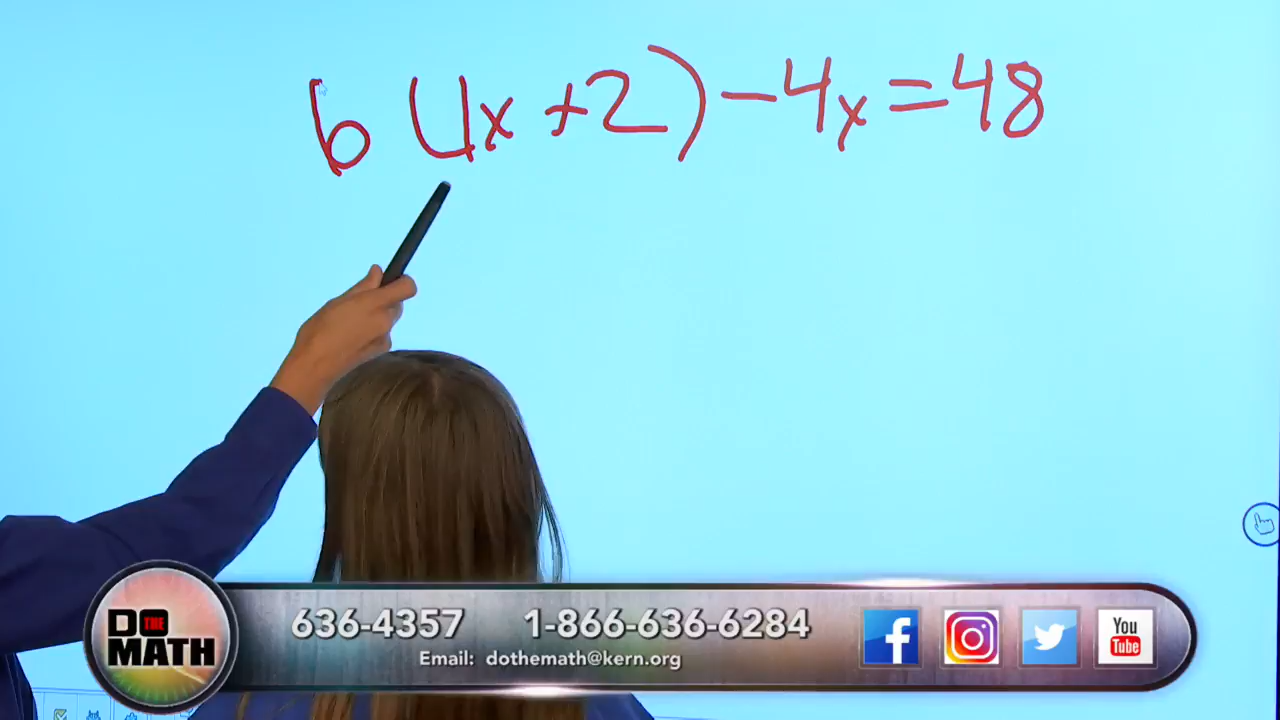 6 (4x + 2) - 4x = 48
DO THE MATH
636-4357 1-866-636-6284
Email: dothemath@kern.org
f
You
Tube